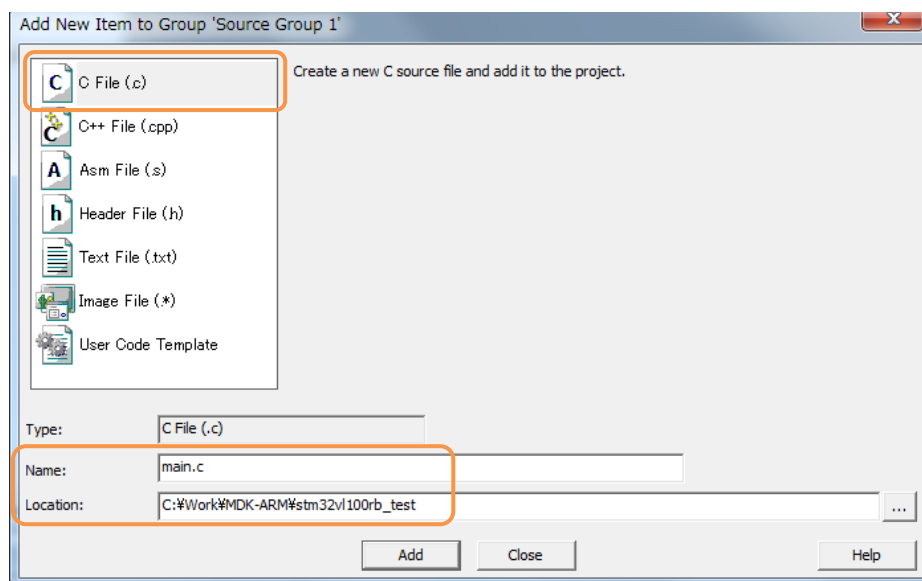 Add New Item to Group 'Source Group 1'
C File (.c)
Create a new C source file and add it to the project.
C++ File (.cpp)
Asm File (.s)
Header File (.h)
Text File (.txt)
Image File (.*)
User Code Template
Type:
C File (.c)
Name:
main.c
Location:
C:¥Work¥MDK-ARM¥stm32vl100rb_test
...
Add
Close
Help